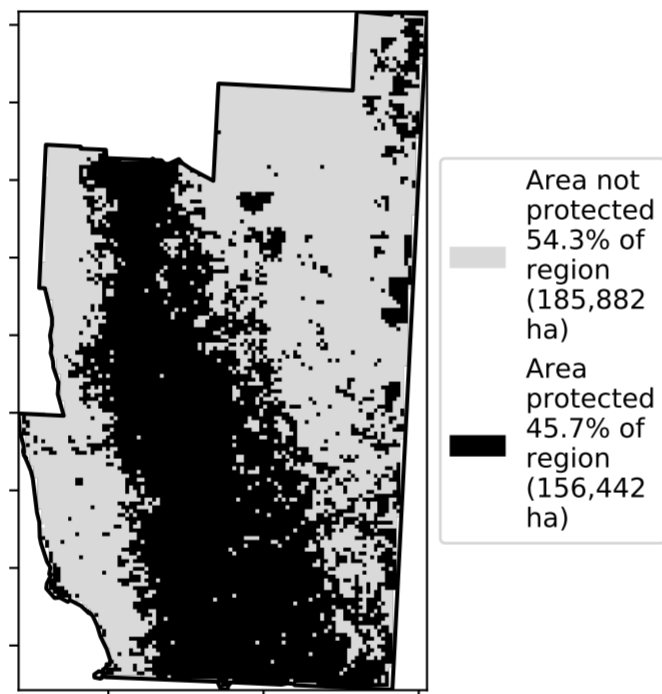 Area not
protected
54.3% of
region
(185,882
ha)
Area
protected
45.7% of
region
(156,442
ha)